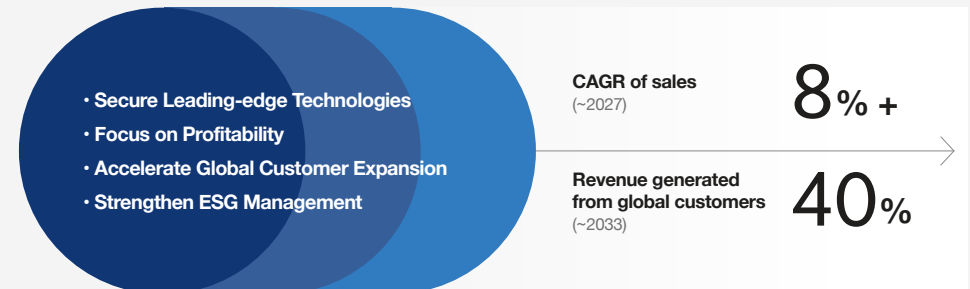 • Secure Leading-edge Technologies
• Focus on Profitability
• Accelerate Global Customer Expansion
• Strengthen ESG Management
CAGR of sales
(~2027)
8% +
Revenue generated
from global customers
(~2033)
40%